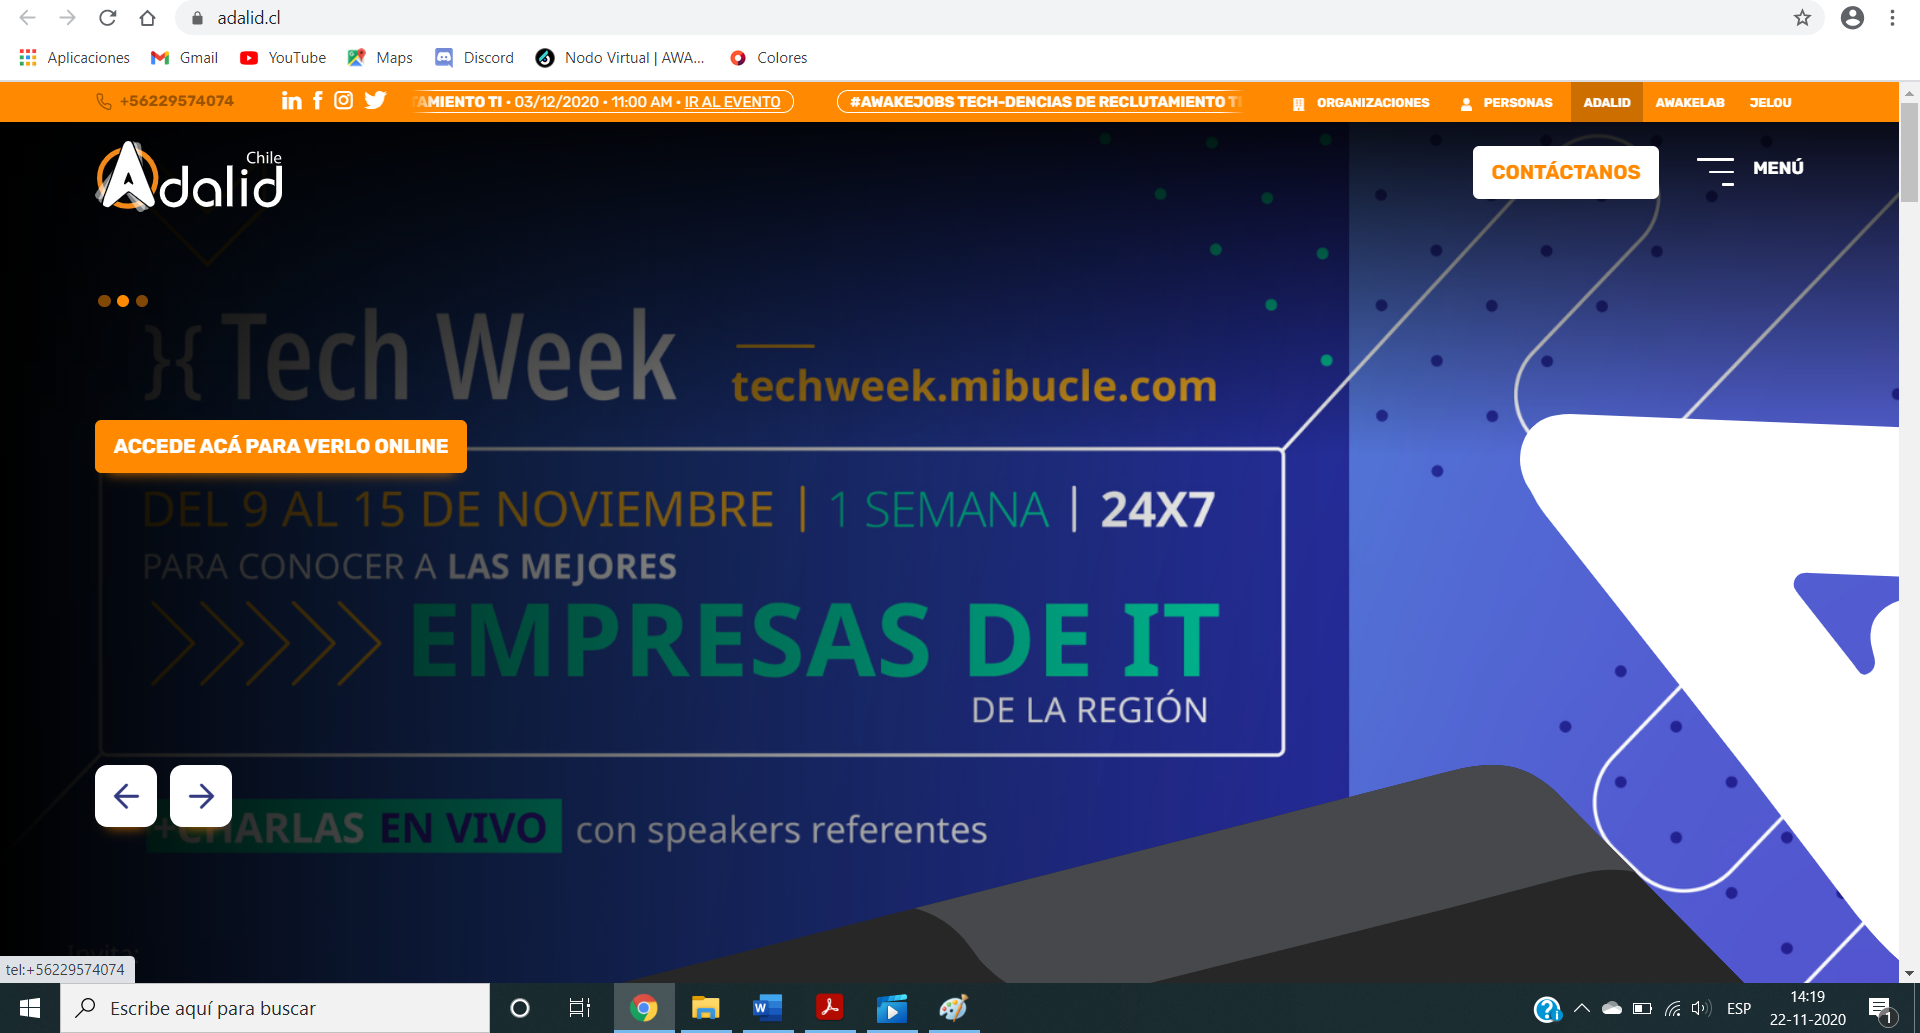 adalid.cl
Aplicaciones
Gmail
YouTube
Maps
Discord
Nodo Virtual | AWA...
Colores
+56229574074
TAMIENTO TI • 03/12/2020 • 11:00 AM • IR AL EVENTO
#AWAKEJOBS TECH-DENCIAS DE RECLUTAMIENTO T
ORGANIZACIONES
PERSONAS
ADALID
AWAKELAB
JELOU
Adalid
Chile
CONTÁCTANOS
MENÚ
}{ Tech Week
techweek.mibucle.com
ACCEDE ACÁ PARA VERLO ONLINE
DEL 9 AL 15 DE NOVIEMBRE | 1 SEMANA | 24X7
PARA CONOCER A LAS MEJORES
EMPRESAS DE IT
DE LA REGIÓN
+CHARLAS EN VIVO con speakers referentes
Invita:
tel:+56229574074
Escribe aquí para buscar
ESP
14:19
22-11-2020
1